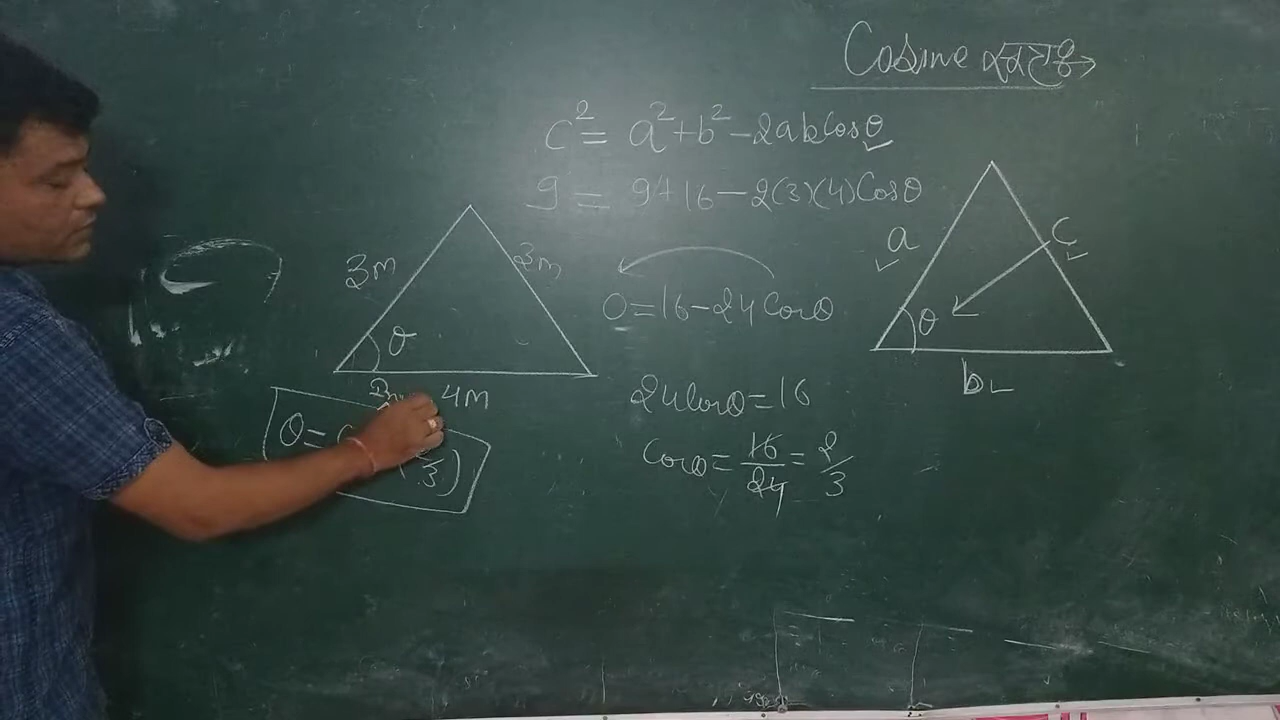 Cosine
c² = a²+b²-2abCosθ
9 = 9+16-2(3)(4)Cosθ
3m
3m
θ
4m
0=16-24Cosθ
24Cosθ=16
Cosθ=16/24=2/3
a
c
θ
b
θ=
3)